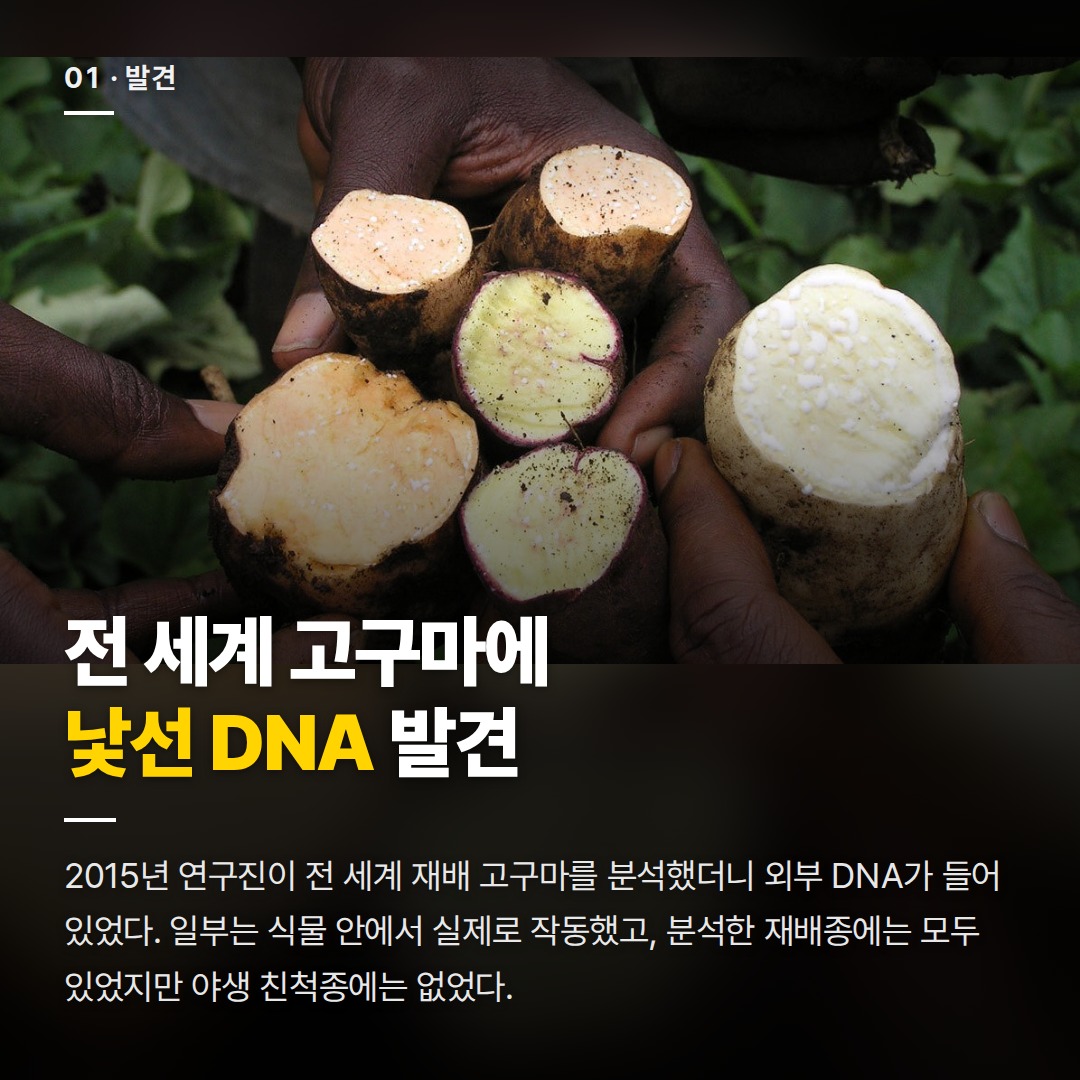 01 · 발견
전 세계 고구마에
낯선 DNA 발견
2015년 연구진이 전 세계 재배 고구마를 분석했더니 외부 DNA가 들어
있었다. 일부는 식물 안에서 실제로 작동했고, 분석한 재배종에는 모두
있었지만 야생 친척종에는 없었다.